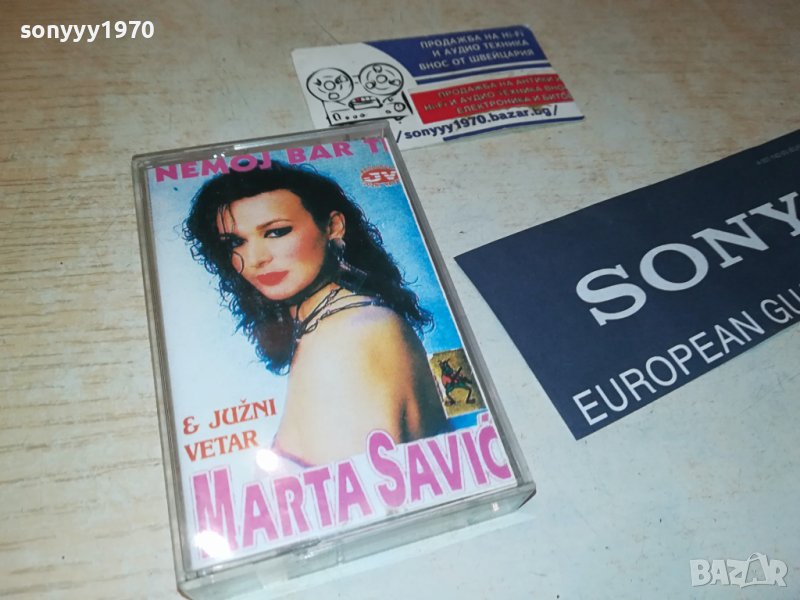 sonyyy1970
ПРОДАЖБА НА Hi-Fi
И АУДИО ТЕХНИКА
ВНОС ОТ ШВЕЙЦАРИЯ
ПРОДАЖБА НА АНТИКИ
Hi-Fi И АУДИО ТЕХНИКА
ЕЛЕКТРОНИКА И
/sonyyy1970.bazar.bg/
NEMOJ BAR TI
JV
& JUŽNI
VETAR
MARTA SAVIĆ
SONY
EUROPEAN GU
BAZAR